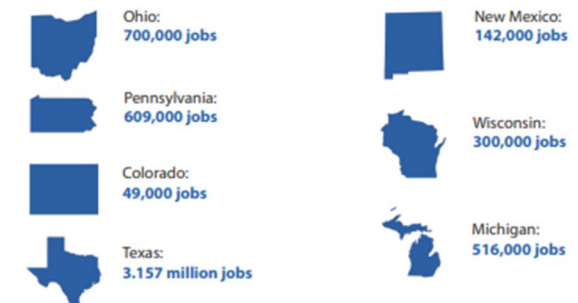 Ohio:
700,000 jobs
Pennsylvania:
609,000 jobs
Colorado:
49,000 jobs
Texas:
3.157 million jobs
New Mexico:
142,000 jobs
Wisconsin:
300,000 jobs
Michigan:
516,000 jobs